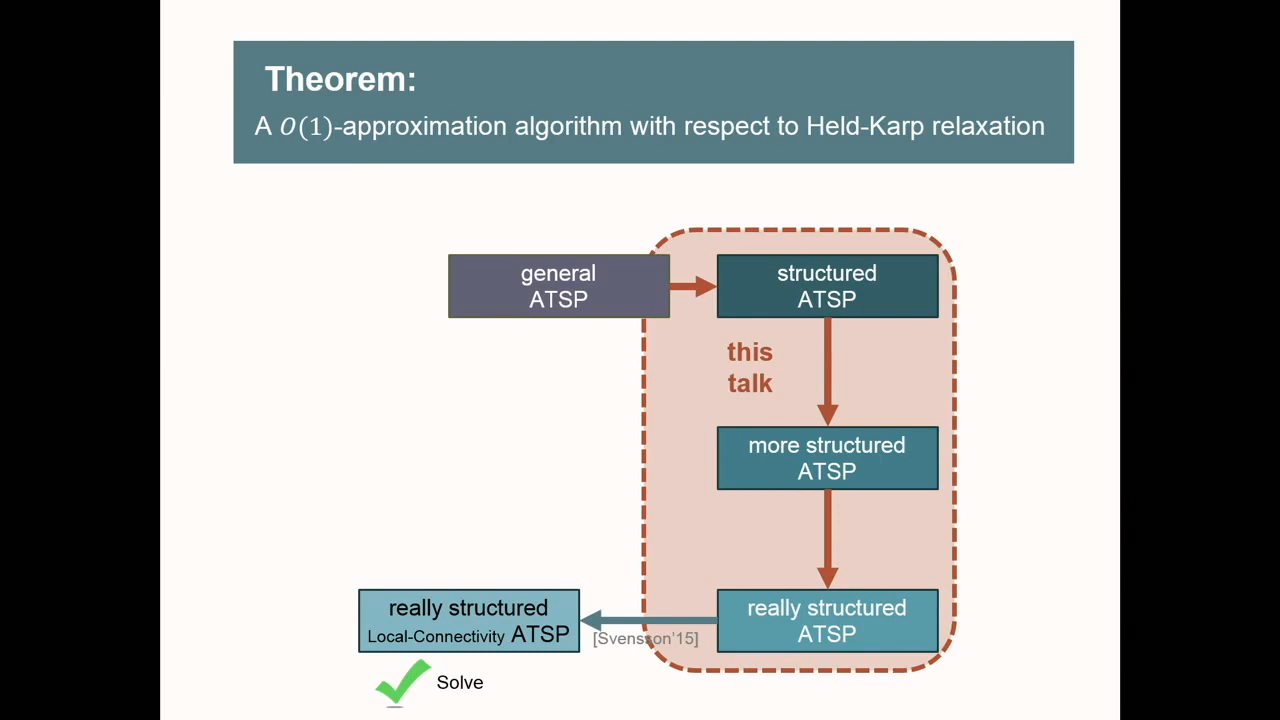 Theorem:
A O(1)-approximation algorithm with respect to Held-Karp relaxation
general
ATSP
structured
ATSP
this
talk
more structured
ATSP
really structured
Local-Connectivity ATSP
[Svensson'15]
really structured
ATSP
Solve